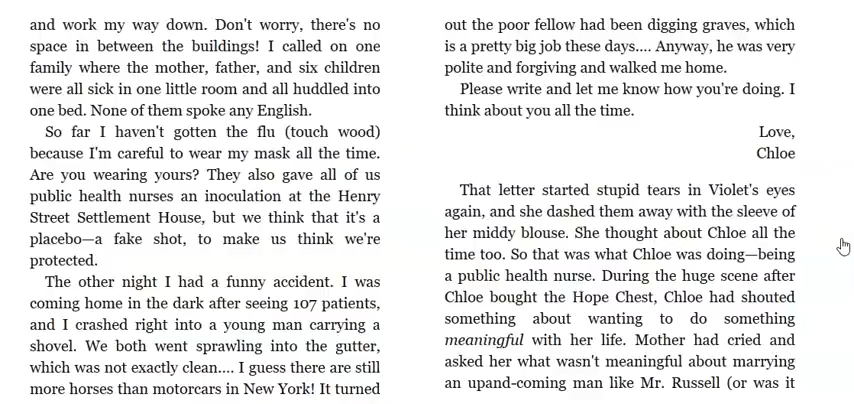 and work my way down. Don't worry, there's no
space in between the buildings! I called on one
family where the mother, father, and six children
were all sick in one little room and all huddled into
one bed. None of them spoke any English.
So far I haven't gotten the flu (touch wood)
because I'm careful to wear my mask all the time.
Are you wearing yours? They also gave all of us
public health nurses an inoculation at the Henry
Street Settlement House, but we think that it's a
placebo—a fake shot, to make us think we're
protected.
The other night I had a funny accident. I was
coming home in the dark after seeing 107 patients,
and I crashed right into a young man carrying a
shovel. We both went sprawling into the gutter,
which was not exactly clean.... I guess there are still
more horses than motorcars in New York! It turned
out the poor fellow had been digging graves, which
is a pretty big job these days.... Anyway, he was very
polite and forgiving and walked me home.
Please write and let me know how you're doing. I
think about you all the time.
Love,
Chloe
That letter started stupid tears in Violet's eyes
again, and she dashed them away with the sleeve of
her middy blouse. She thought about Chloe all the
time too. So that was what Chloe was doing—being
a public health nurse. During the huge scene after
Chloe bought the Hope Chest, Chloe had shouted
something about wanting to do something
meaningful with her life. Mother had cried and
asked her what wasn't meaningful about marrying
an upand-coming man like Mr. Russell (or was it